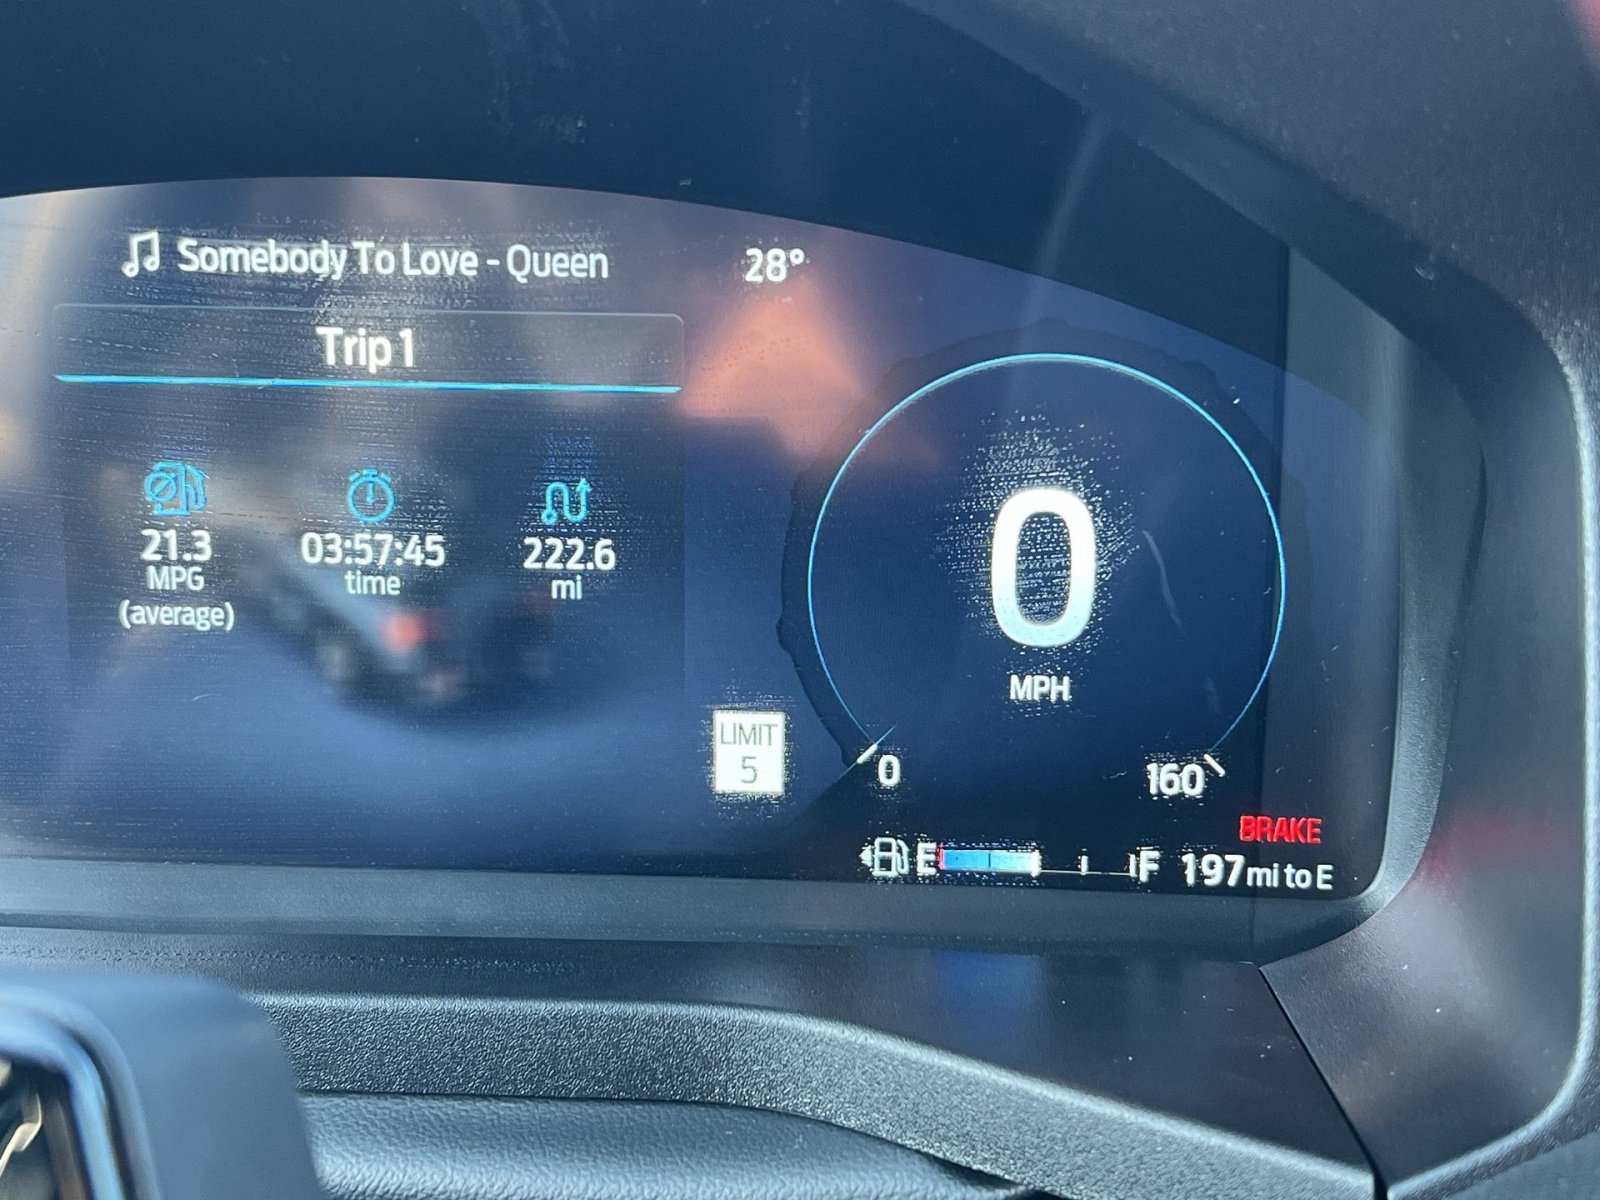 Somebody To Love - Queen
28°
Trip 1
21.3
MPG
(average)
03:57:45
time
222.6
mi
LIMIT
5
0
MPH
0
160
BRAKE
E
F
197 mi to E